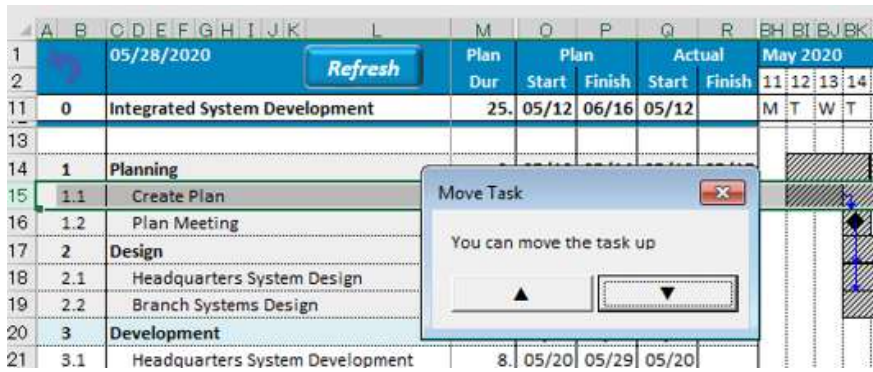 A B C D E F G H I J K L M O P Q R BH BI BJ BK
1 05/28/2020 Refresh Plan Plan Actual May 2020
2 Dur Start Finish Start Finish 11 12 13 14
11 0 Integrated System Development 25. 05/12 06/16 05/12 M T W T
13
14 1 Planning
15 1.1 Create Plan
16 1.2 Plan Meeting
17 2 Design
18 2.1 Headquarters System Design
19 2.2 Branch Systems Design
20 3 Development
21 3.1 Headquarters System Development 8. 05/20 05/29 05/20
Move Task
You can move the task up
▲ ▼